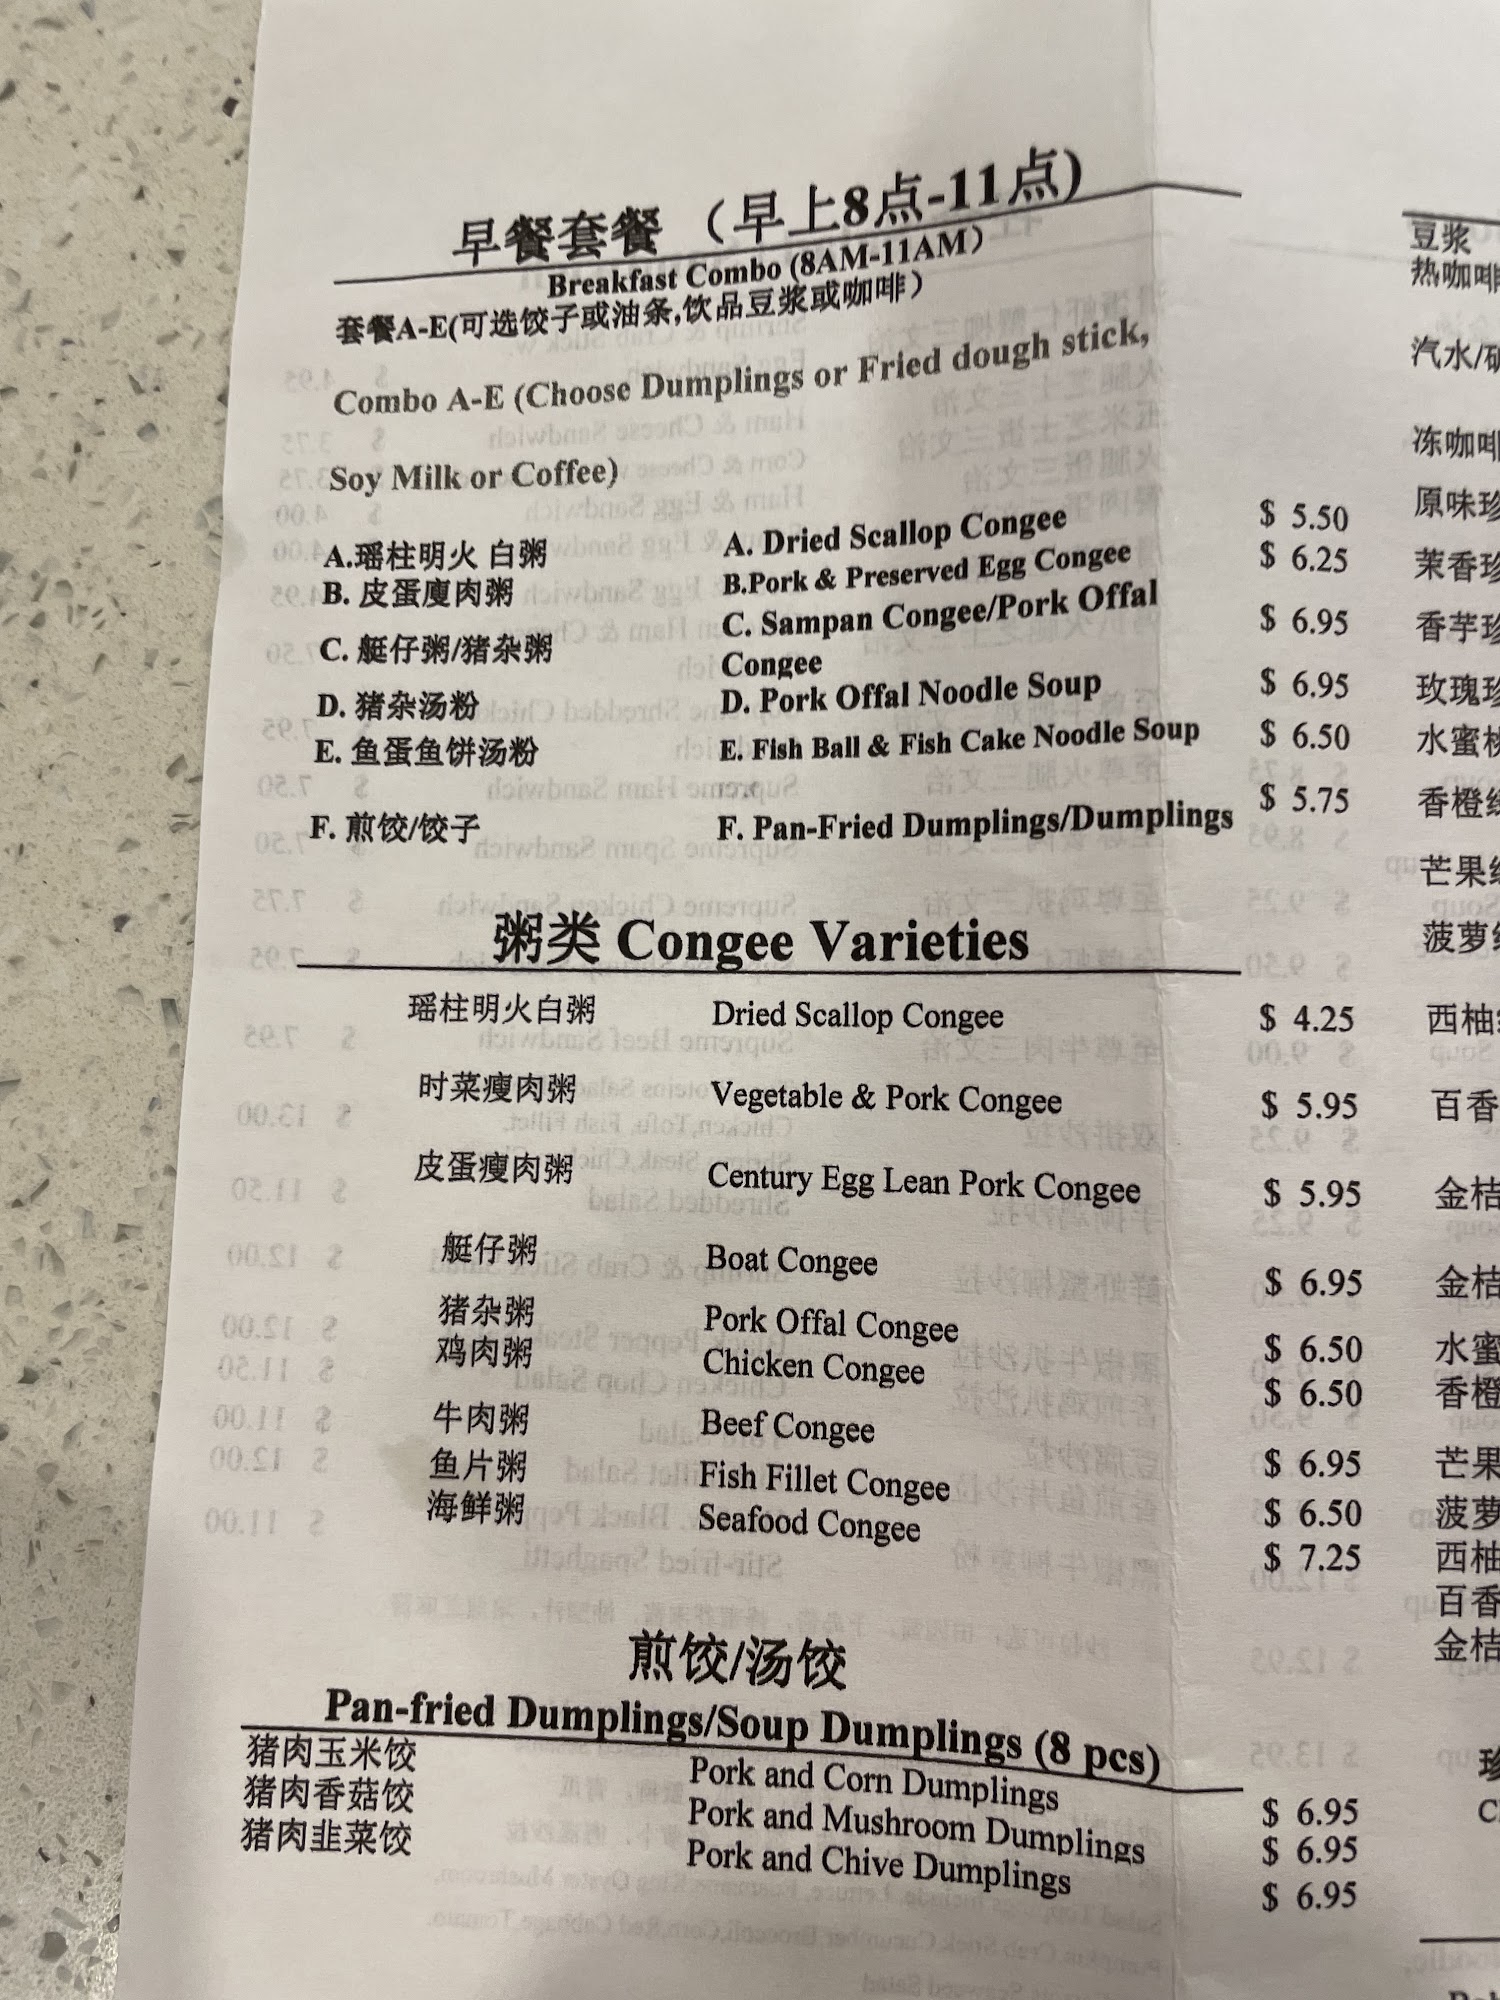 早餐套餐 （早上8点-11点)
Breakfast Combo (8AM-11AM）
套餐A-E(可选饺子或油条,饮品豆浆或咖啡）
Combo A-E (Choose Dumplings or Fried dough stick,
Soy Milk or Coffee)
A.瑶柱明火 白粥 A. Dried Scallop Congee $ 5.50
B. 皮蛋廋肉粥 B.Pork & Preserved Egg Congee $ 6.25
C. 艇仔粥/猪杂粥 C. Sampan Congee/Pork Offal $ 6.95
Congee
D. 猪杂汤粉 D. Pork Offal Noodle Soup $ 6.95
E. 鱼蛋鱼饼汤粉 E. Fish Ball & Fish Cake Noodle Soup $ 6.50
F. 煎饺/饺子 F. Pan-Fried Dumplings/Dumplings $ 5.75
粥类 Congee Varieties
瑶柱明火白粥 Dried Scallop Congee $ 4.25
时菜瘦肉粥 Vegetable & Pork Congee $ 5.95
皮蛋瘦肉粥 Century Egg Lean Pork Congee $ 5.95
艇仔粥 Boat Congee $ 6.95
猪杂粥 Pork Offal Congee $ 6.50
鸡肉粥 Chicken Congee $ 6.50
牛肉粥 Beef Congee $ 6.95
鱼片粥 Fish Fillet Congee $ 6.50
海鲜粥 Seafood Congee $ 7.25
煎饺/汤饺
Pan-fried Dumplings/Soup Dumplings (8 pcs)
猪肉玉米饺 Pork and Corn Dumplings $ 6.95
猪肉香菇饺 Pork and Mushroom Dumplings $ 6.95
猪肉韭菜饺 Pork and Chive Dumplings $ 6.95
豆浆
热咖啡
汽水/
冻咖啡
原味珍
茉香珍
香芋珍
玫瑰珍
水蜜桃
香橙
芒果
菠萝
西柚
百香
金桔
金桔
水蜜
香橙
芒果
菠萝
西柚
百香
金桔